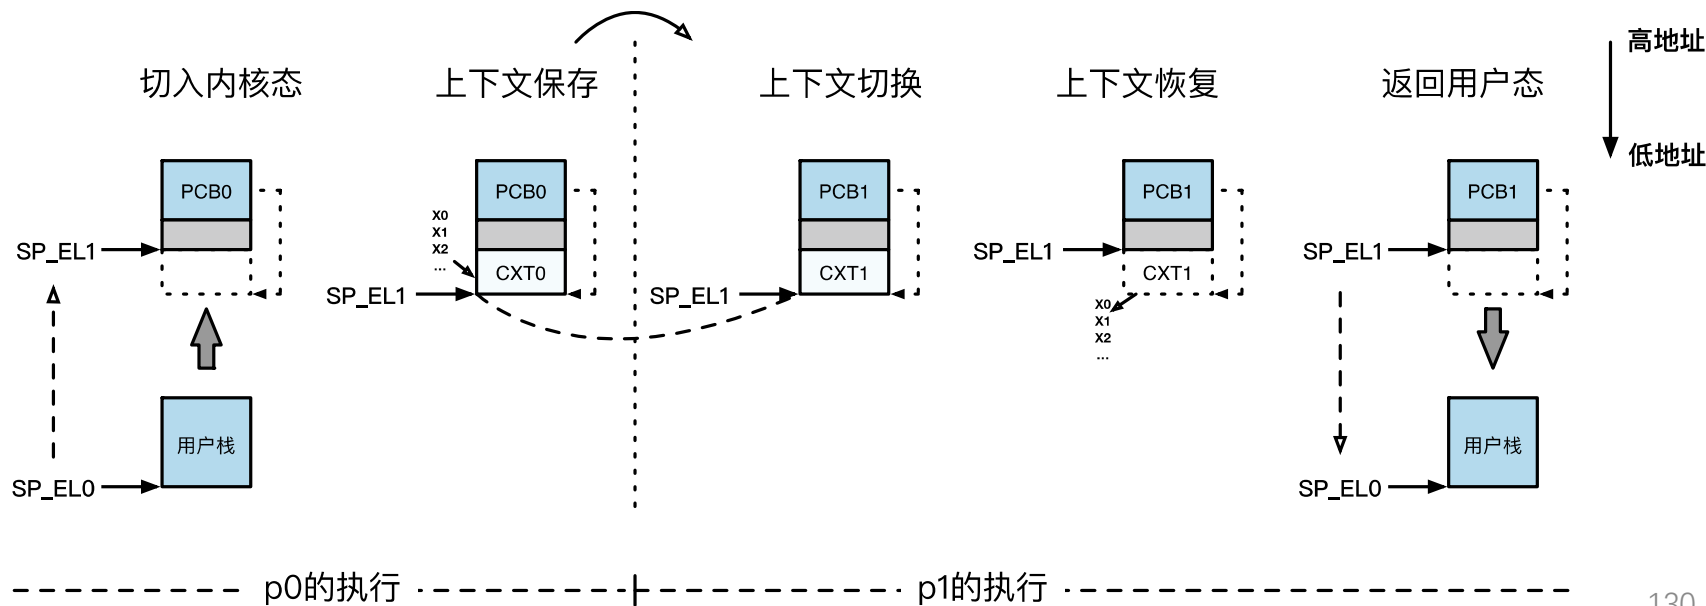 高地址
切入内核态
上下文保存
上下文切换
上下文恢复
返回用户态
低地址
PCB0
PCB0
PCB1
PCB1
PCB1
X0
X1
X2
...
SP_EL1
SP_EL1
SP_EL1
CXT0
CXT1
CXT1
SP_EL1
SP_EL1
X0
X1
X2
...
用户栈
用户栈
SP_EL0
SP_EL0
p0的执行
p1的执行
130